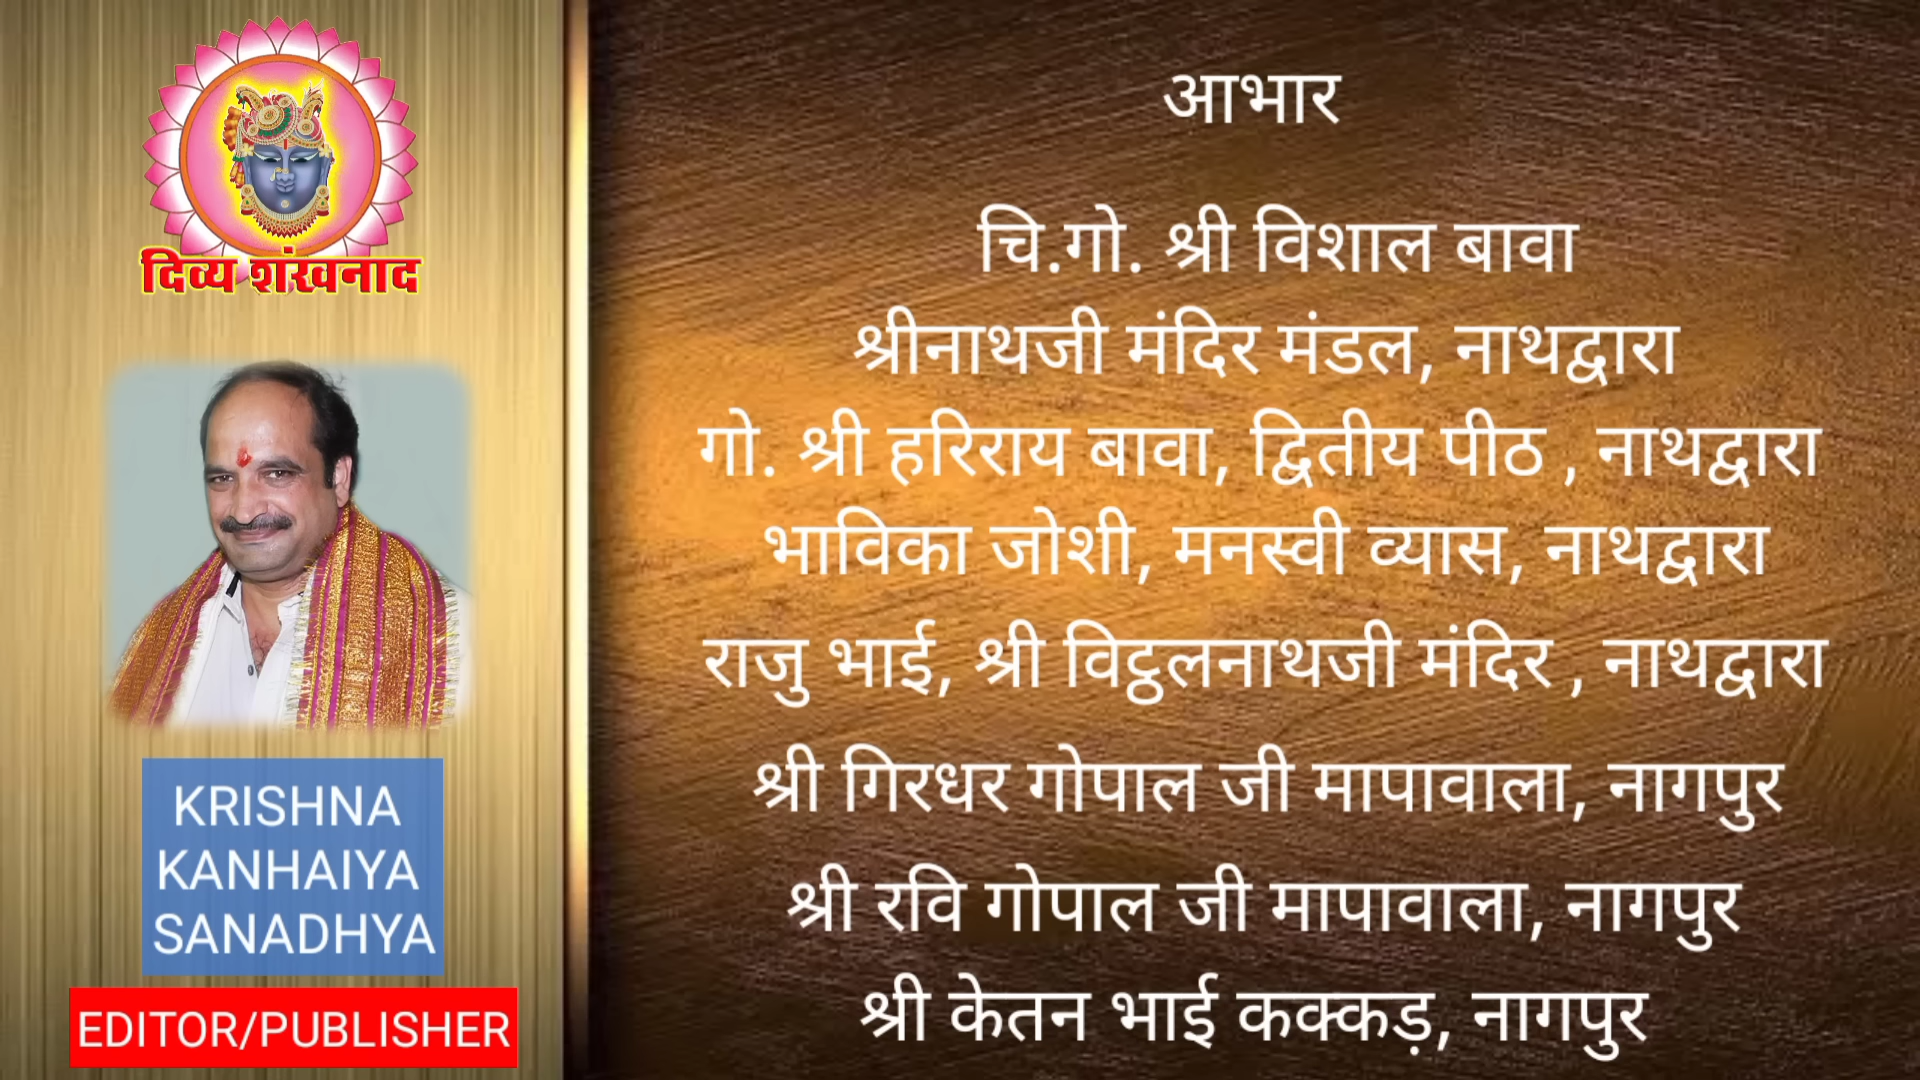 दिव्य शंखनाद
KRISHNA
KANHAIYA
SANADHYA
EDITOR/PUBLISHER
आभार
चि.गो. श्री विशाल बावा
श्रीनाथजी मंदिर मंडल, नाथद्वारा
गो. श्री हरिराय बावा, द्वितीय पीठ , नाथद्वारा
भाविका जोशी, मनस्वी व्यास, नाथद्वारा
राजु भाई, श्री विट्ठलनाथजी मंदिर , नाथद्वारा
श्री गिरधर गोपाल जी मापावाला, नागपुर
श्री रवि गोपाल जी मापावाला, नागपुर
श्री केतन भाई कक्कड़, नागपुर